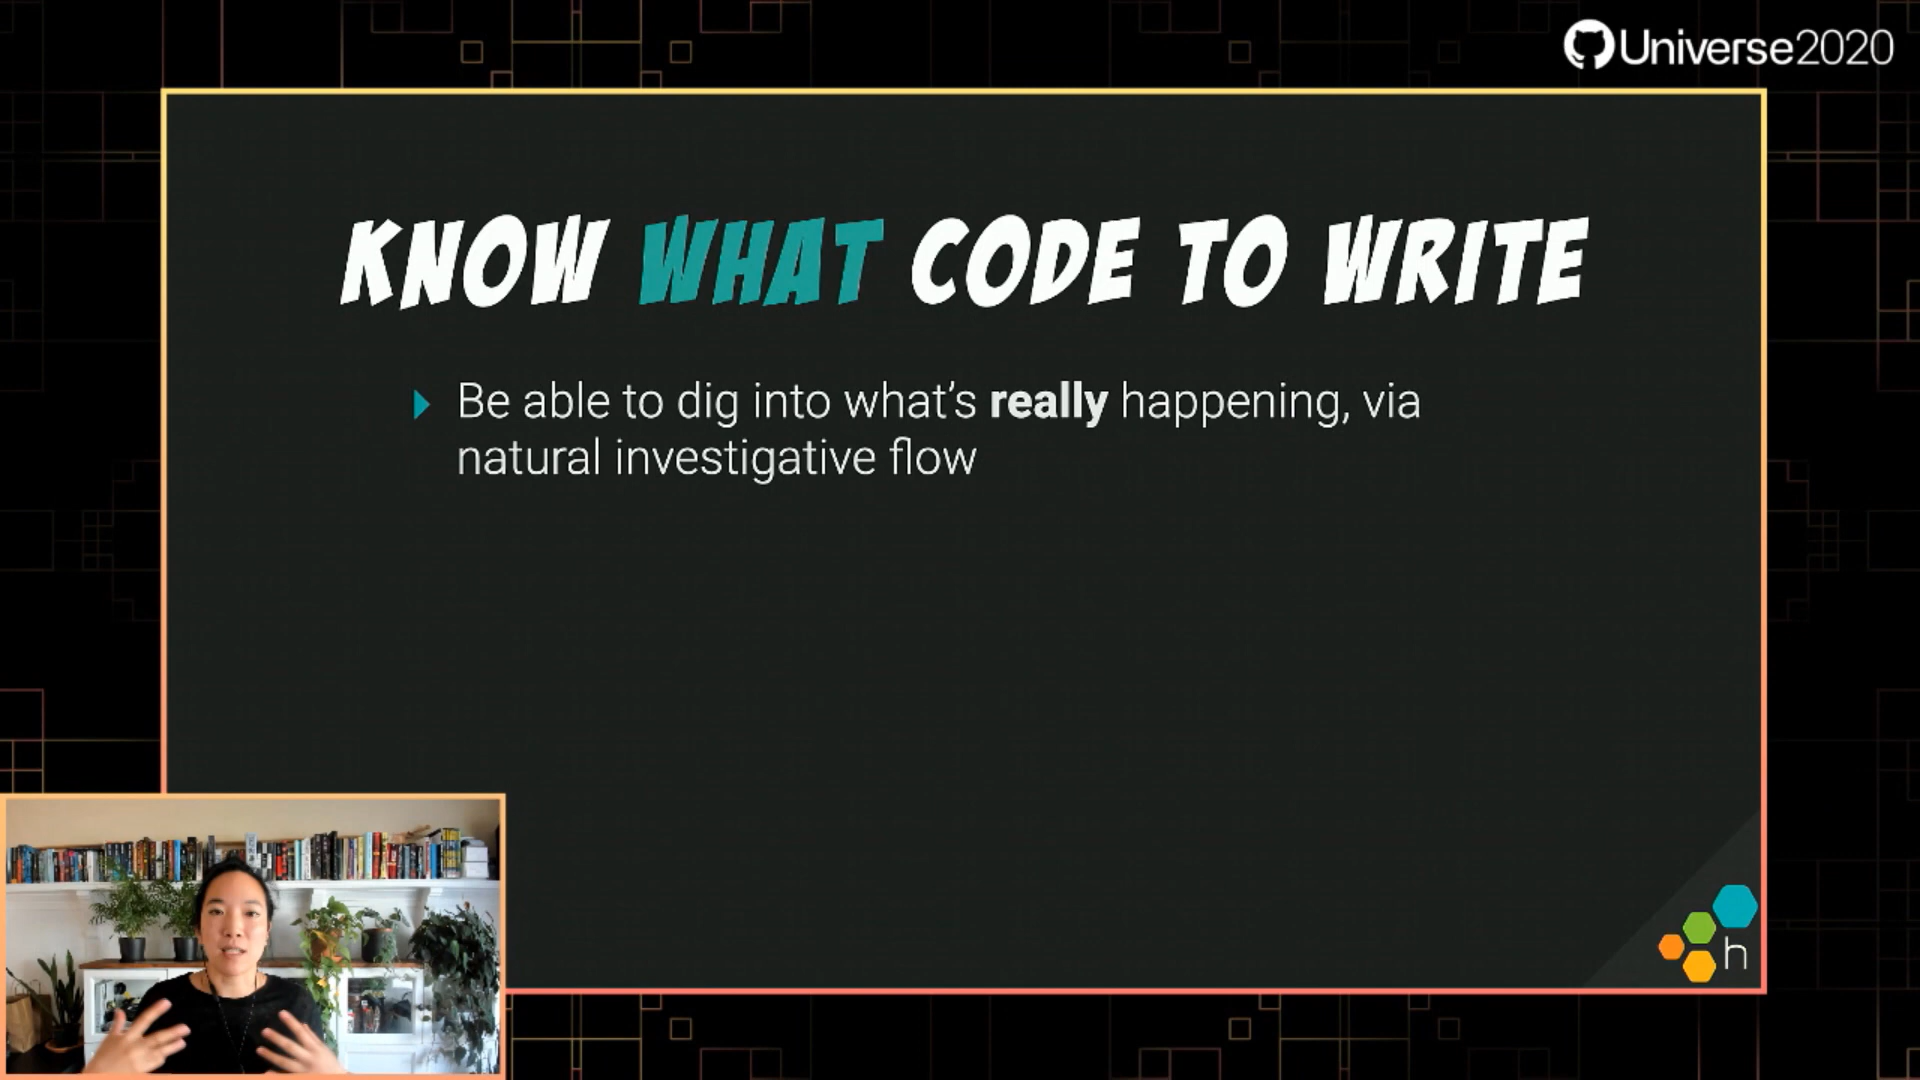 Universe2020
KNOW WHAT CODE TO WRITE
Be able to dig into what’s really happening, via
natural investigative flow
h